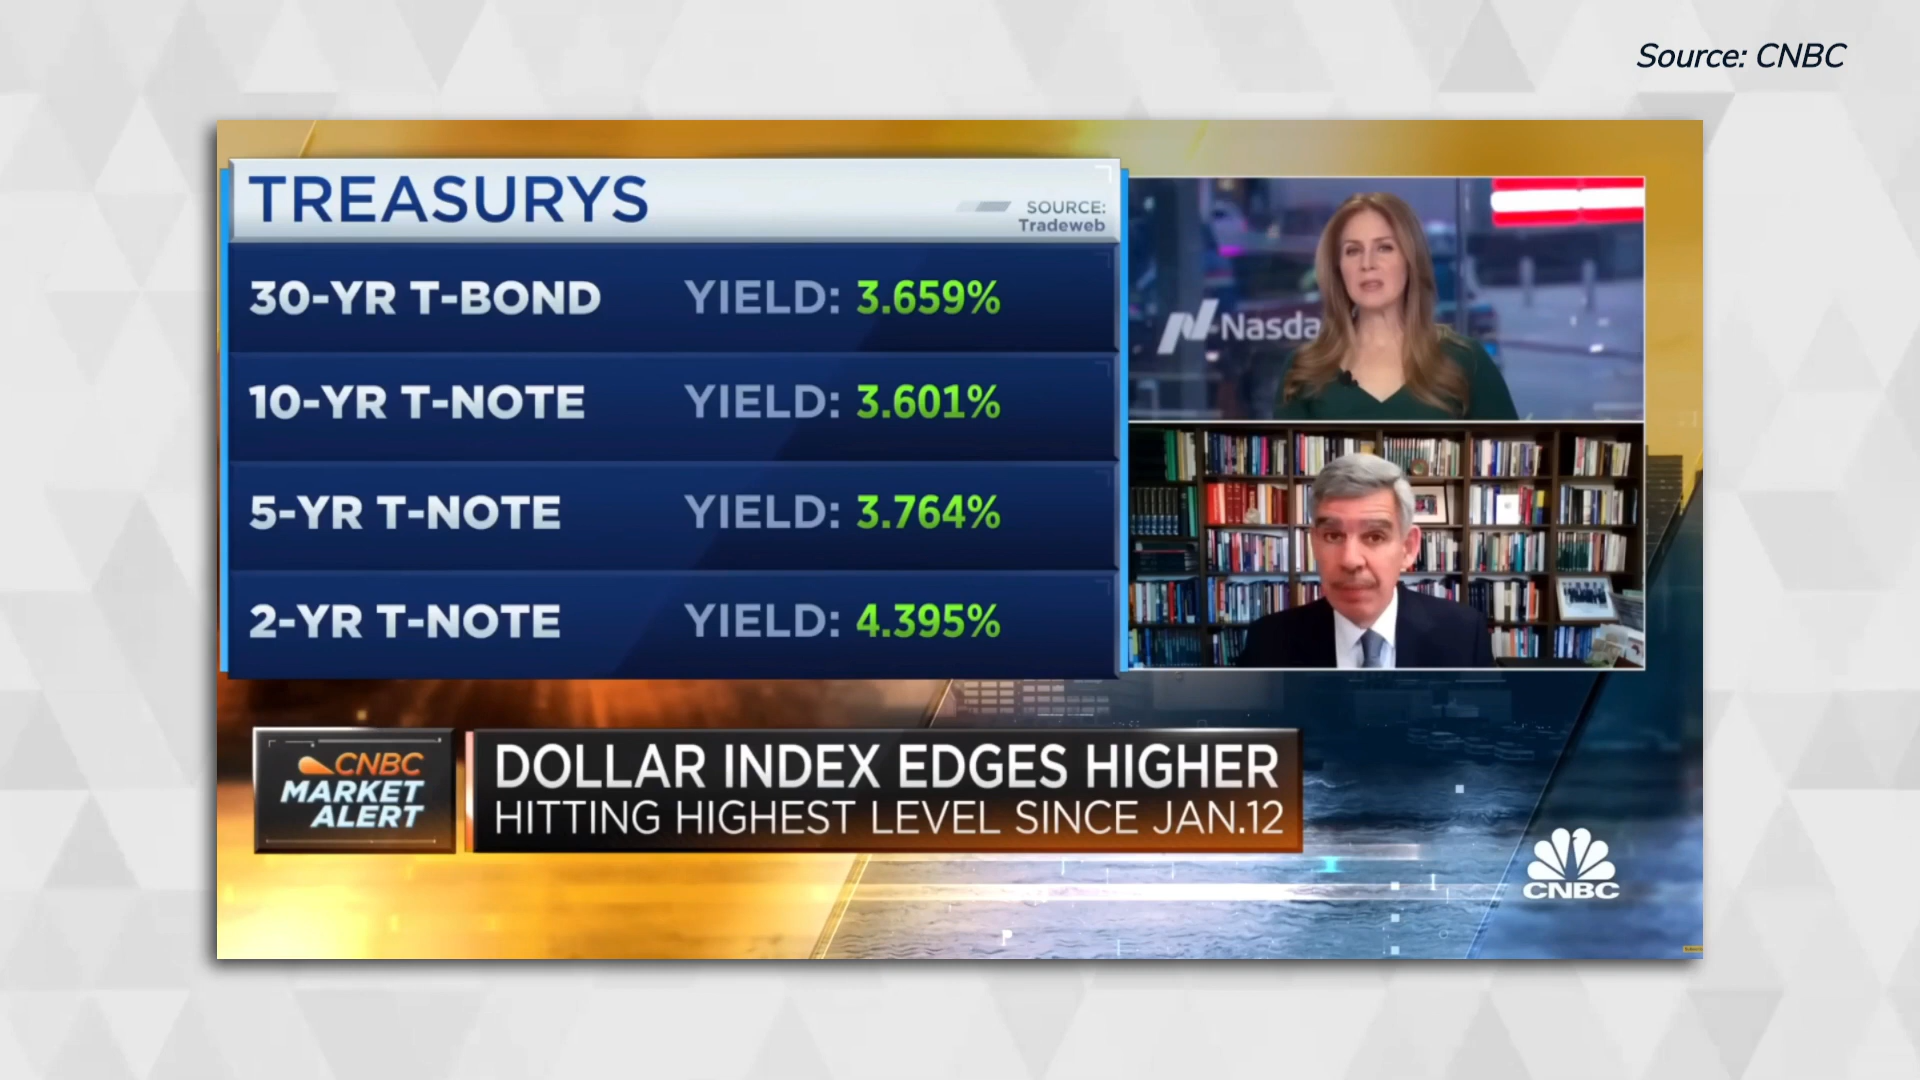 Source: CNBC
TREASURYS
SOURCE:
Tradeweb
30-YR T-BOND YIELD: 3.659%
10-YR T-NOTE YIELD: 3.601%
5-YR T-NOTE YIELD: 3.764%
2-YR T-NOTE YIELD: 4.395%
Nasda
CNBC
MARKET
ALERT
DOLLAR INDEX EDGES HIGHER
HITTING HIGHEST LEVEL SINCE JAN.12
CNBC